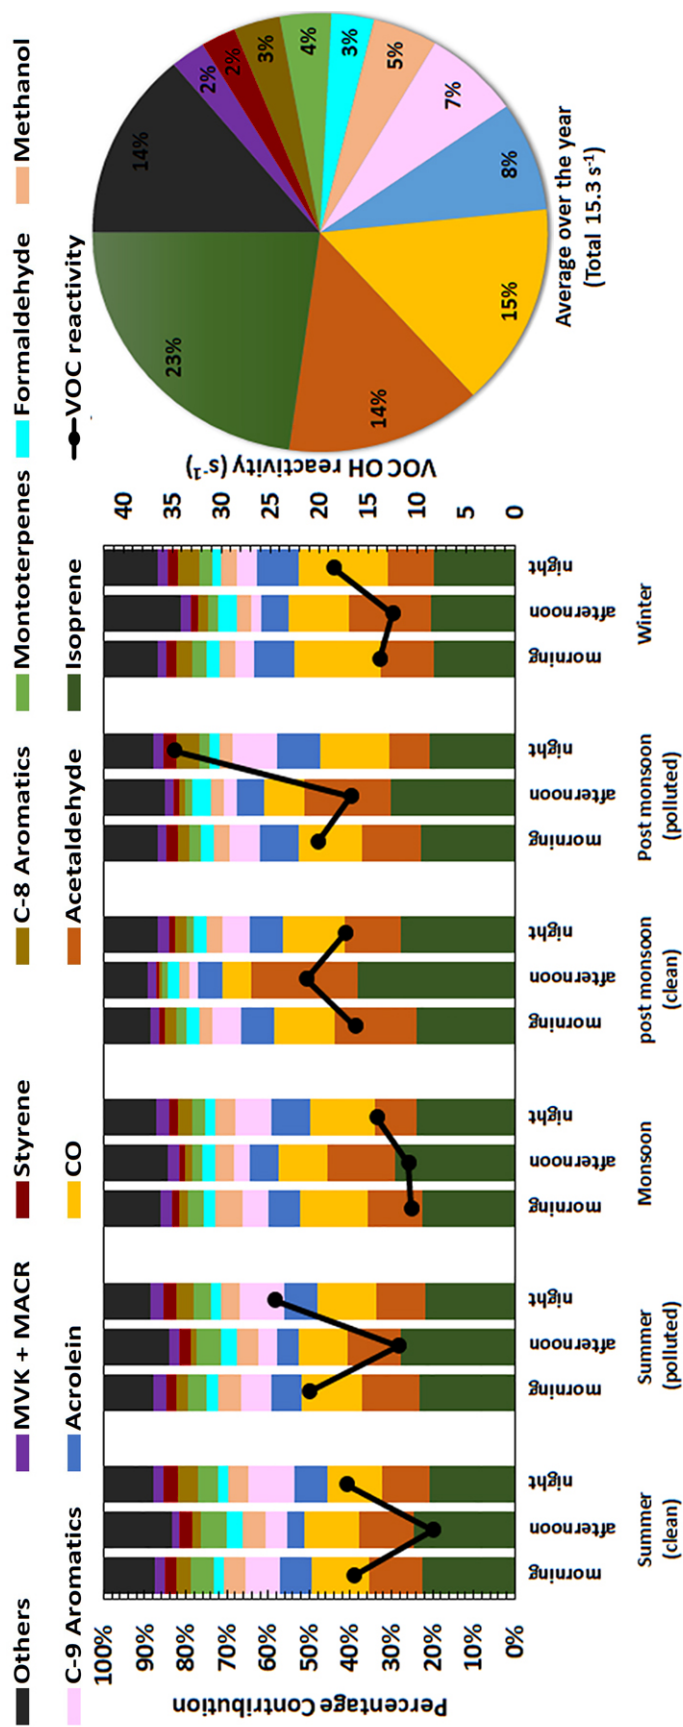 Others
MVK + MACR
Styrene
C-8 Aromatics
Montoterpenes
Formaldehyde
Methanol
C-9 Aromatics
Acrolein
CO
Acetaldehyde
Isoprene
VOC reactivity
Percentage Contribution
100%
90%
80%
70%
60%
50%
40%
30%
20%
10%
0%
morning
afternoon
night
Summer
(clean)
morning
afternoon
night
Summer
(polluted)
morning
afternoon
night
Monsoon
morning
afternoon
night
post monsoon
(clean)
morning
afternoon
night
Post monsoon
(polluted)
morning
afternoon
night
Winter
40
35
30
25
20
15
10
5
0
VOC OH reactivity (s-1)
14%
2%
2%
3%
4%
3%
5%
7%
8%
15%
14%
23%
Average over the year
(Total 15.3 s-1)